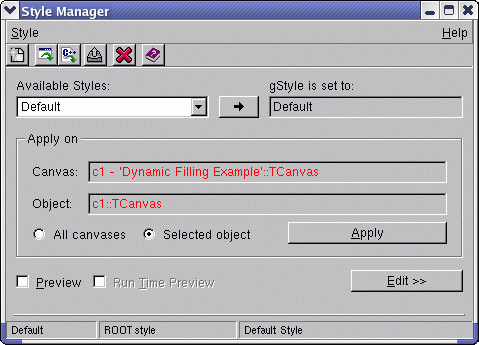 Style Manager
Style Help
C++
?
Available Styles: gStyle is set to:
Default Default
Apply on
Canvas: c1 - 'Dynamic Filling Example'::TCanvas
Object: c1::TCanvas
All canvases Selected object Apply
Preview Run Time Preview Edit >>
Default ROOT style Default Style